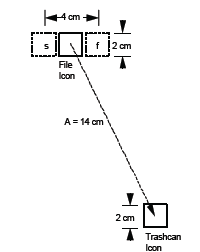 4 cm
s
f
2 cm
File
Icon
A = 14 cm
2 cm
Trashcan
Icon